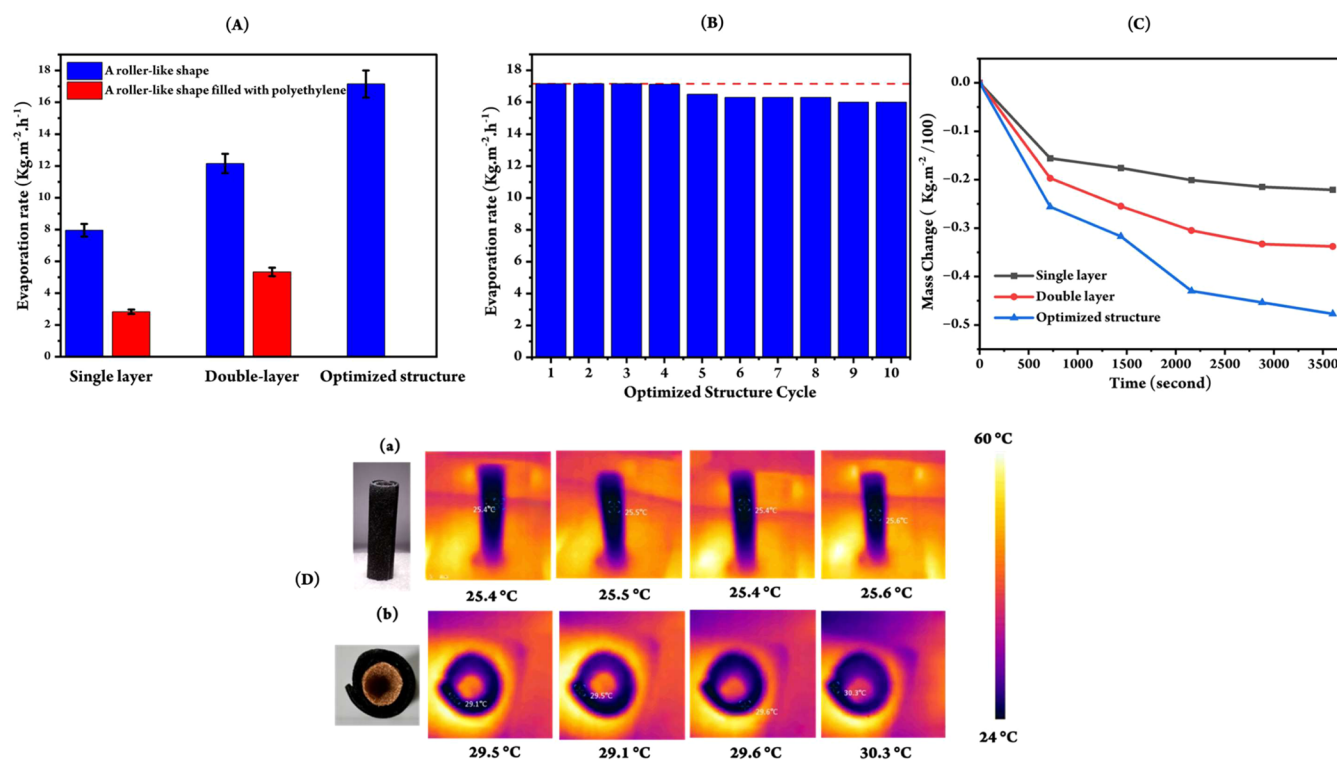 (A)
Evaporation rate (Kg.m⁻².h⁻¹)
18
16
14
12
10
8
6
4
2
0
A roller-like shape
A roller-like shape filled with polyethylene
Single layer
Double-layer
Optimized structure
(B)
Evaporation rate (Kg.m⁻².h⁻¹)
18
16
14
12
10
8
6
4
2
0
1 2 3 4 5 6 7 8 9 10
Optimized Structure Cycle
(C)
Mass Change ( Kg.m⁻² / 100)
0.0
−0.1
−0.2
−0.3
−0.4
−0.5
Single layer
Double layer
Optimized structure
0 500 1000 1500 2000 2500 3000 3500
Time (second)
(D)
(a)
25.4°C
25.5°C
25.4°C
25.6°C
25.4 °C
25.5 °C
25.4 °C
25.6 °C
(b)
29.1°C
29.5°C
29.6°C
30.3°C
29.5 °C
29.1 °C
29.6 °C
30.3 °C
60 °C
24 °C